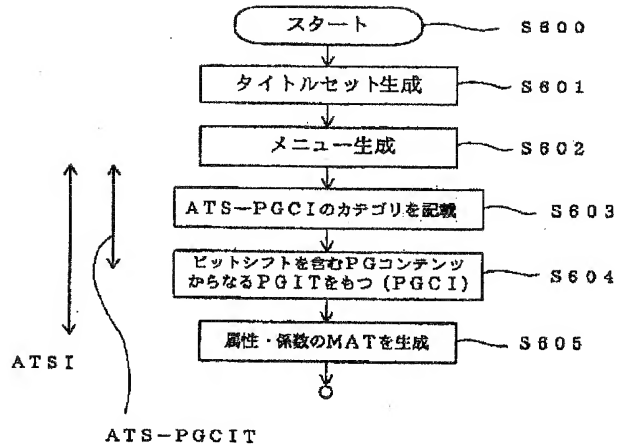 スタート
S600
タイトルセット生成
S601
メニュー生成
S602
ATS-PGCIのカテゴリを記載
S603
ビットシフトを含むPGコンテンツ
からなるPGITをもつ(PGCI)
S604
属性・係数のMATを生成
S605
ATSI
ATS-PGCIT